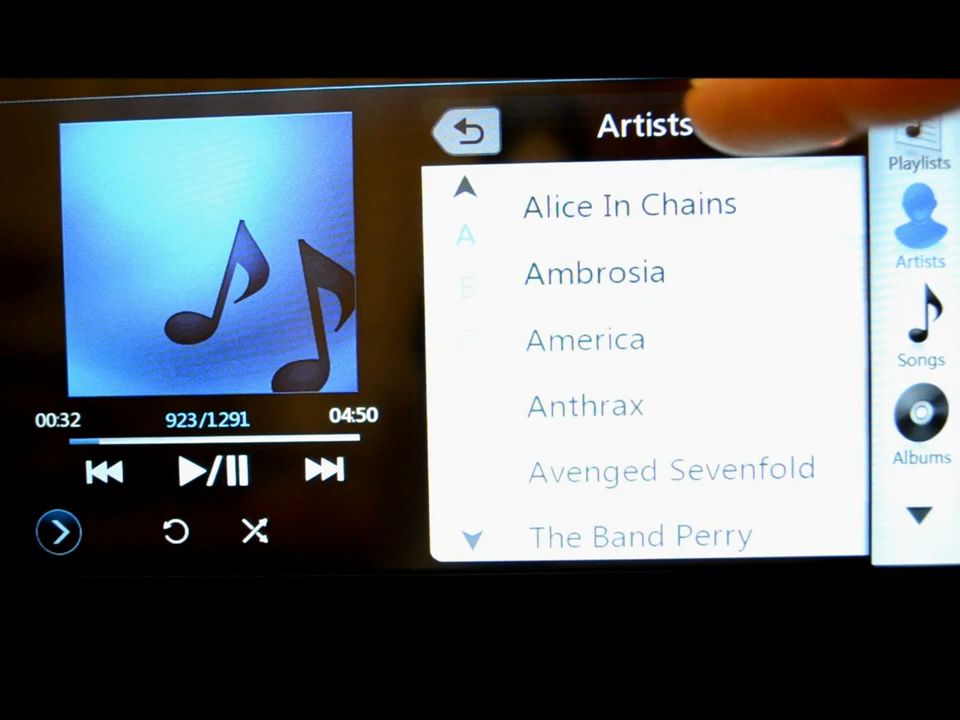 00:32
923/1291
04:50
Artists
A
B
Alice In Chains
Ambrosia
America
Anthrax
Avenged Sevenfold
The Band Perry
Playlists
Artists
Songs
Albums